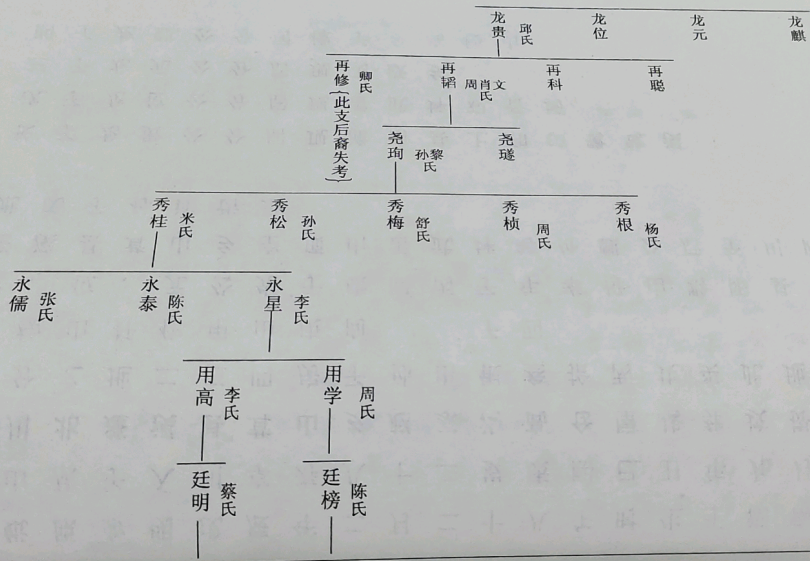 龙贵 邱氏 龙位 龙元 龙麒
再修（此支后裔失考） 卿氏 再韬 周氏 肖氏 文氏 再科 再聪
尧珣 孙氏 黎氏 尧璲
秀桂 米氏 秀松 孙氏 秀梅 舒氏 秀桢 周氏 秀根 杨氏
永儒 张氏 永泰 陈氏 永星 李氏
用高 李氏 用学 周氏
廷明 蔡氏 廷榜 陈氏